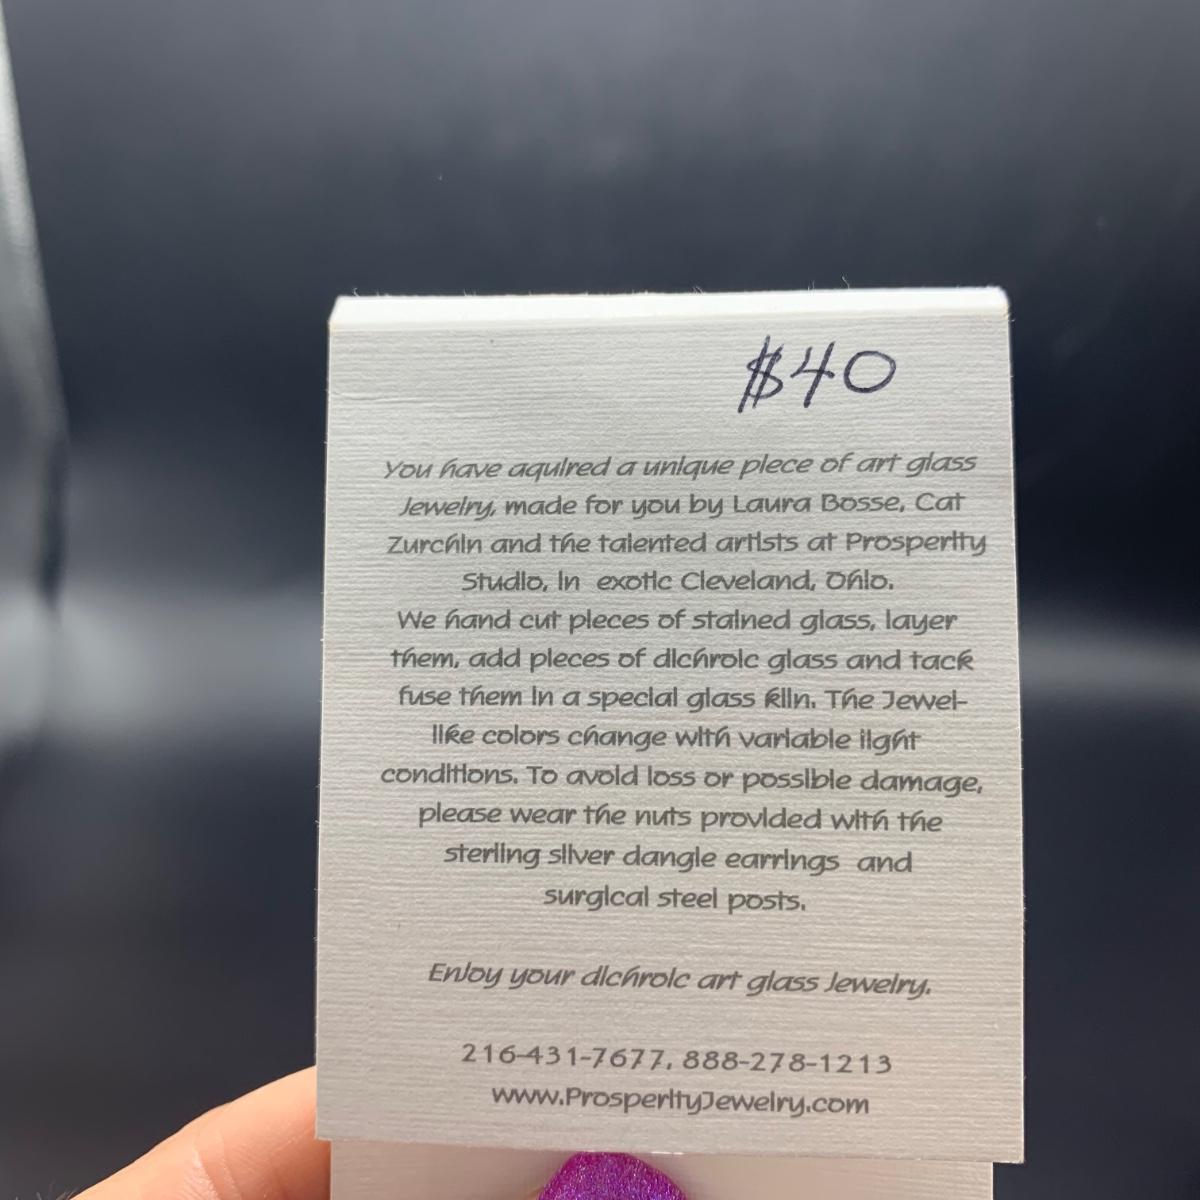 $40
You have aquired a unique piece of art glass
Jewelry, made for you by Laura Bosse, Cat
Zurchin and the talented artists at Prosperity
Studio, in exotic Cleveland, Ohio.
We hand cut pieces of stained glass, layer
them, add pieces of dichroic glass and tack
fuse them in a special glass kiln. The Jewel-
like colors change with variable light
conditions. To avoid loss or possible damage,
please wear the nuts provided with the
sterling silver dangle earrings and
surgical steel posts.
Enjoy your dichroic art glass Jewelry.
216-431-7677, 888-278-1213
www.ProsperityJewelry.com